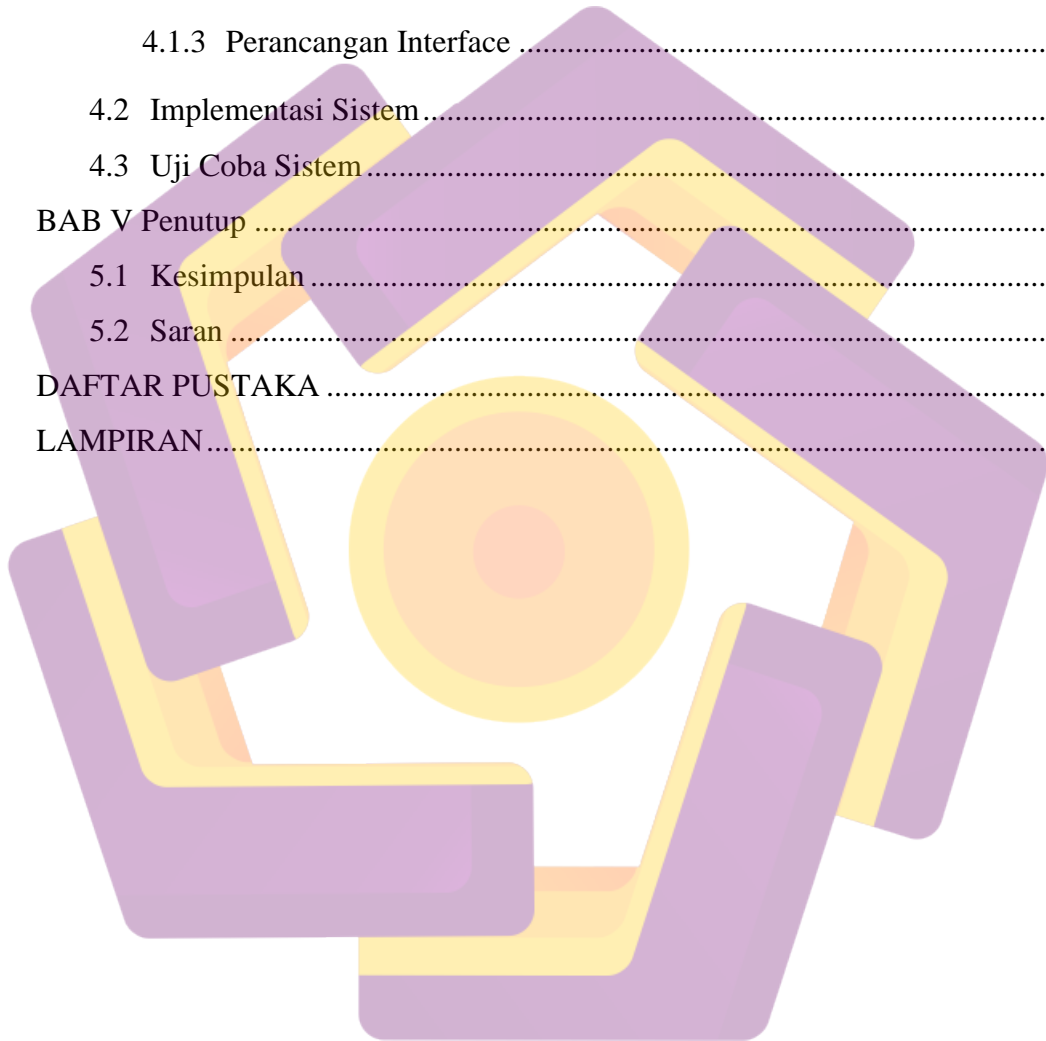 4.1.3 Perancangan Interface ..........................................................................
4.2 Implementasi Sistem ..............................................................................
4.3 Uji Coba Sistem .....................................................................................
BAB V Penutup ...................................................................................................
5.1 Kesimpulan ............................................................................................
5.2 Saran ......................................................................................................
DAFTAR PUSTAKA ..........................................................................................
LAMPIRAN .........................................................................................................